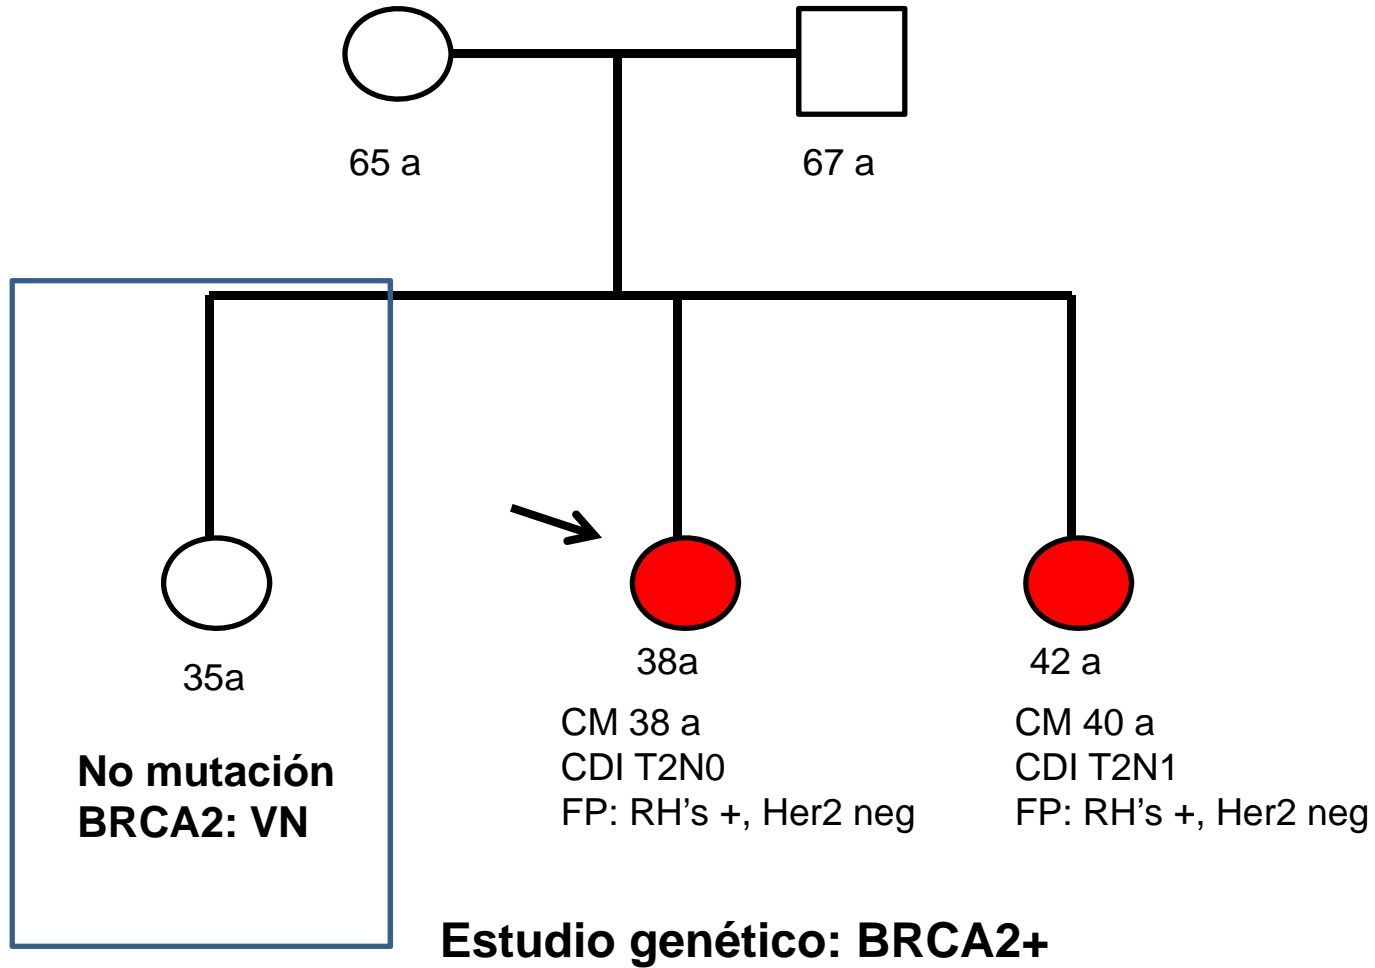 65 a
67 a
35a
No mutación
BRCA2: VN
38a
CM 38 a
CDI T2N0
FP: RH’s +, Her2 neg
42 a
CM 40 a
CDI T2N1
FP: RH’s +, Her2 neg
Estudio genético: BRCA2+